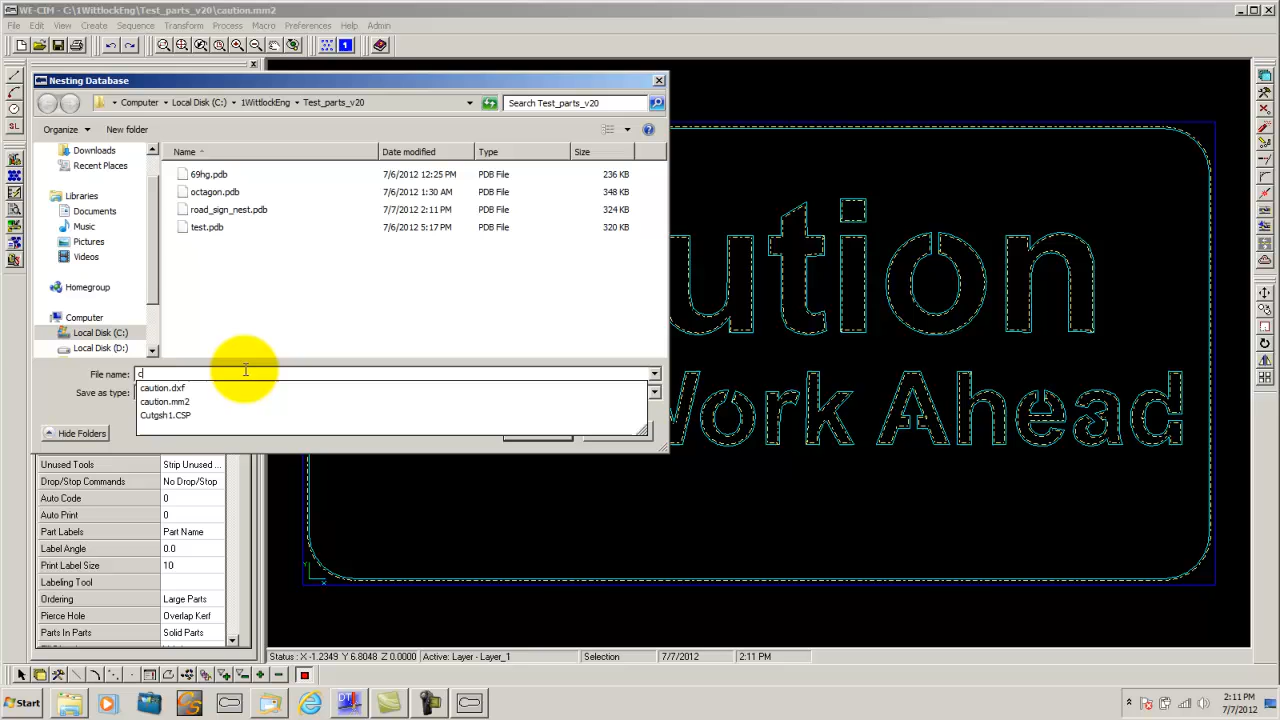 WE-CIM - C:\1WittlockEng\Test_parts_v20\caution.mm2
File Edit View Create Sequence Transform Process Macro Preferences Help Admin
Nesting Database
Computer Local Disk (C:) 1WittlockEng Test_parts_v20
Search Test_parts_v20
Organize New folder
Downloads
Recent Places
Libraries
Documents
Music
Pictures
Videos
Homegroup
Computer
Local Disk (C:)
Local Disk (D:)
Name Date modified Type Size
69hg.pdb 7/6/2012 12:25 PM PDB File 236 KB
octagon.pdb 7/6/2012 1:30 AM PDB File 348 KB
road_sign_nest.pdb 7/7/2012 2:11 PM PDB File 324 KB
test.pdb 7/6/2012 5:17 PM PDB File 320 KB
File name: c
Save as type:
caution.dxf
caution.mm2
Cutgsh1.CSP
Hide Folders
Unused Tools Strip Unused ...
Drop/Stop Commands No Drop/Stop
Auto Code 0
Auto Print 0
Part Labels Part Name
Label Angle 0.0
Print Label Size 10
Labeling Tool
Ordering Large Parts
Pierce Hole Overlap Kerf
Parts In Parts Solid Parts
ution
Work Ahead
Status : X -1.2349 Y 6.8048 Z 0.0000 Active: Layer - Layer_1 Selection 7/7/2012 2:11 PM
Start
2:11 PM
7/7/2012